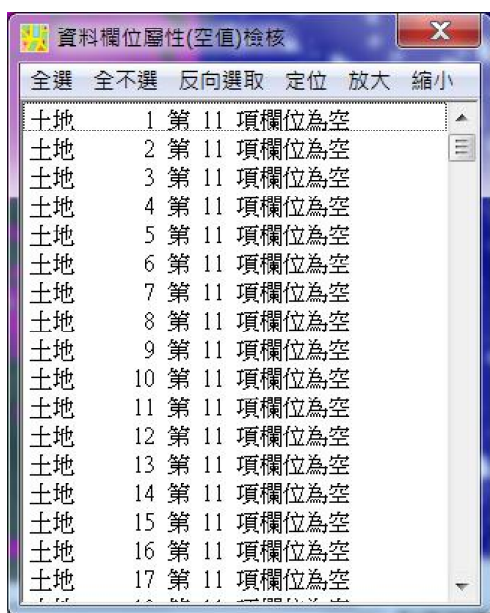 資料欄位屬性(空值)檢核
全選 全不選 反向選取 定位 放大 縮小
土地 1 第 11 項欄位為空
土地 2 第 11 項欄位為空
土地 3 第 11 項欄位為空
土地 4 第 11 項欄位為空
土地 5 第 11 項欄位為空
土地 6 第 11 項欄位為空
土地 7 第 11 項欄位為空
土地 8 第 11 項欄位為空
土地 9 第 11 項欄位為空
土地 10 第 11 項欄位為空
土地 11 第 11 項欄位為空
土地 12 第 11 項欄位為空
土地 13 第 11 項欄位為空
土地 14 第 11 項欄位為空
土地 15 第 11 項欄位為空
土地 16 第 11 項欄位為空
土地 17 第 11 項欄位為空